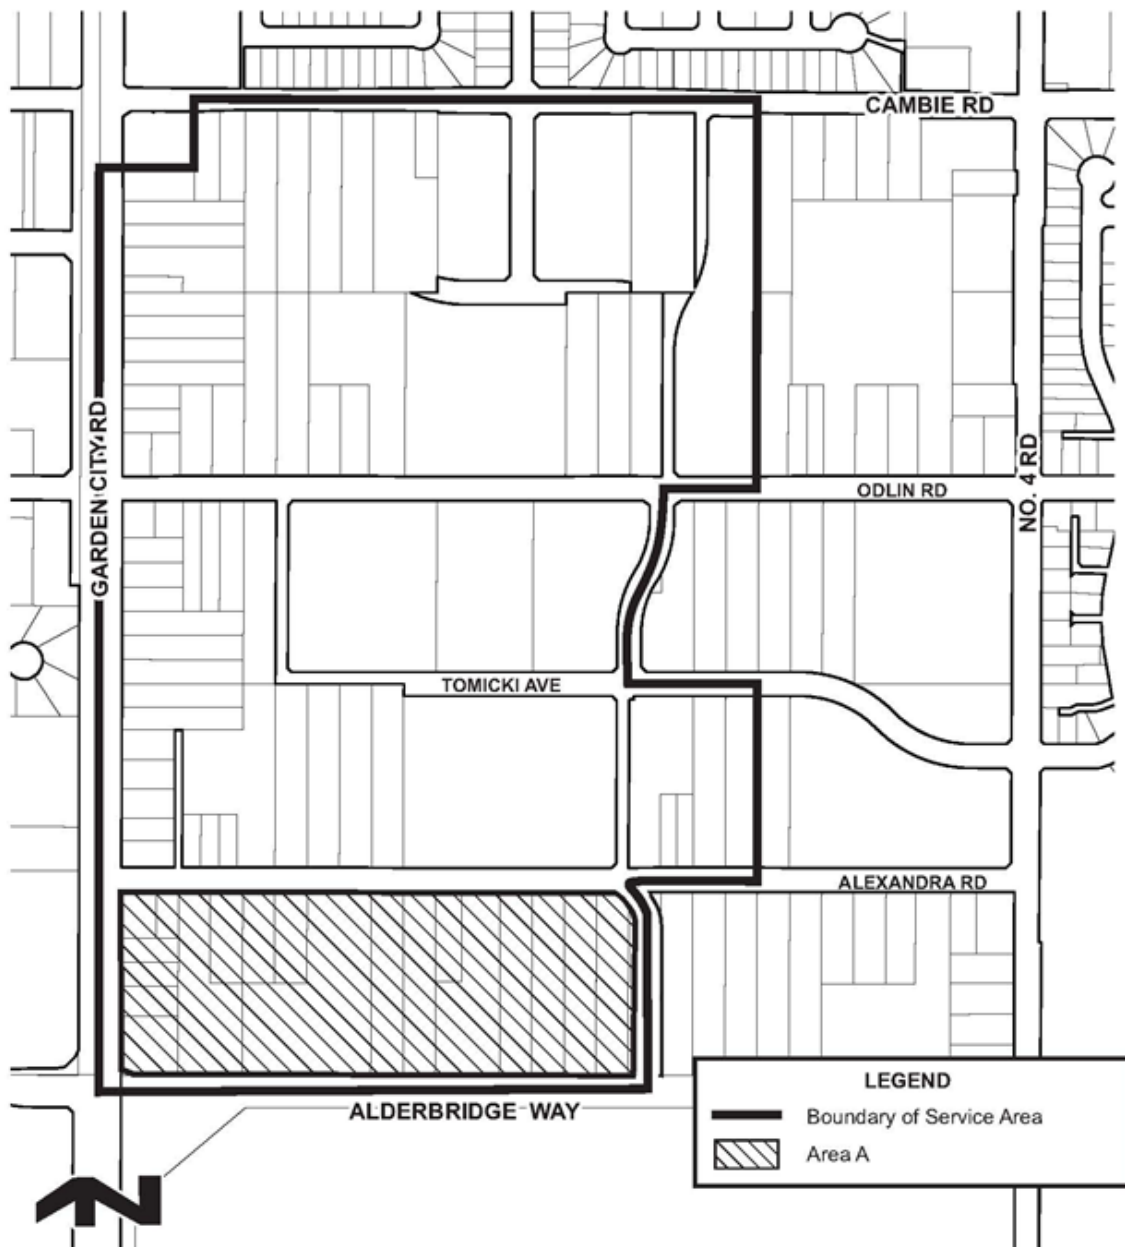 CAMBIE RD
GARDEN CITY RD
ODLIN RD
NO. 4 RD
TOMICKI AVE
ALEXANDRA RD
ALDERBRIDGE WAY
LEGEND
Boundary of Service Area
Area A
N